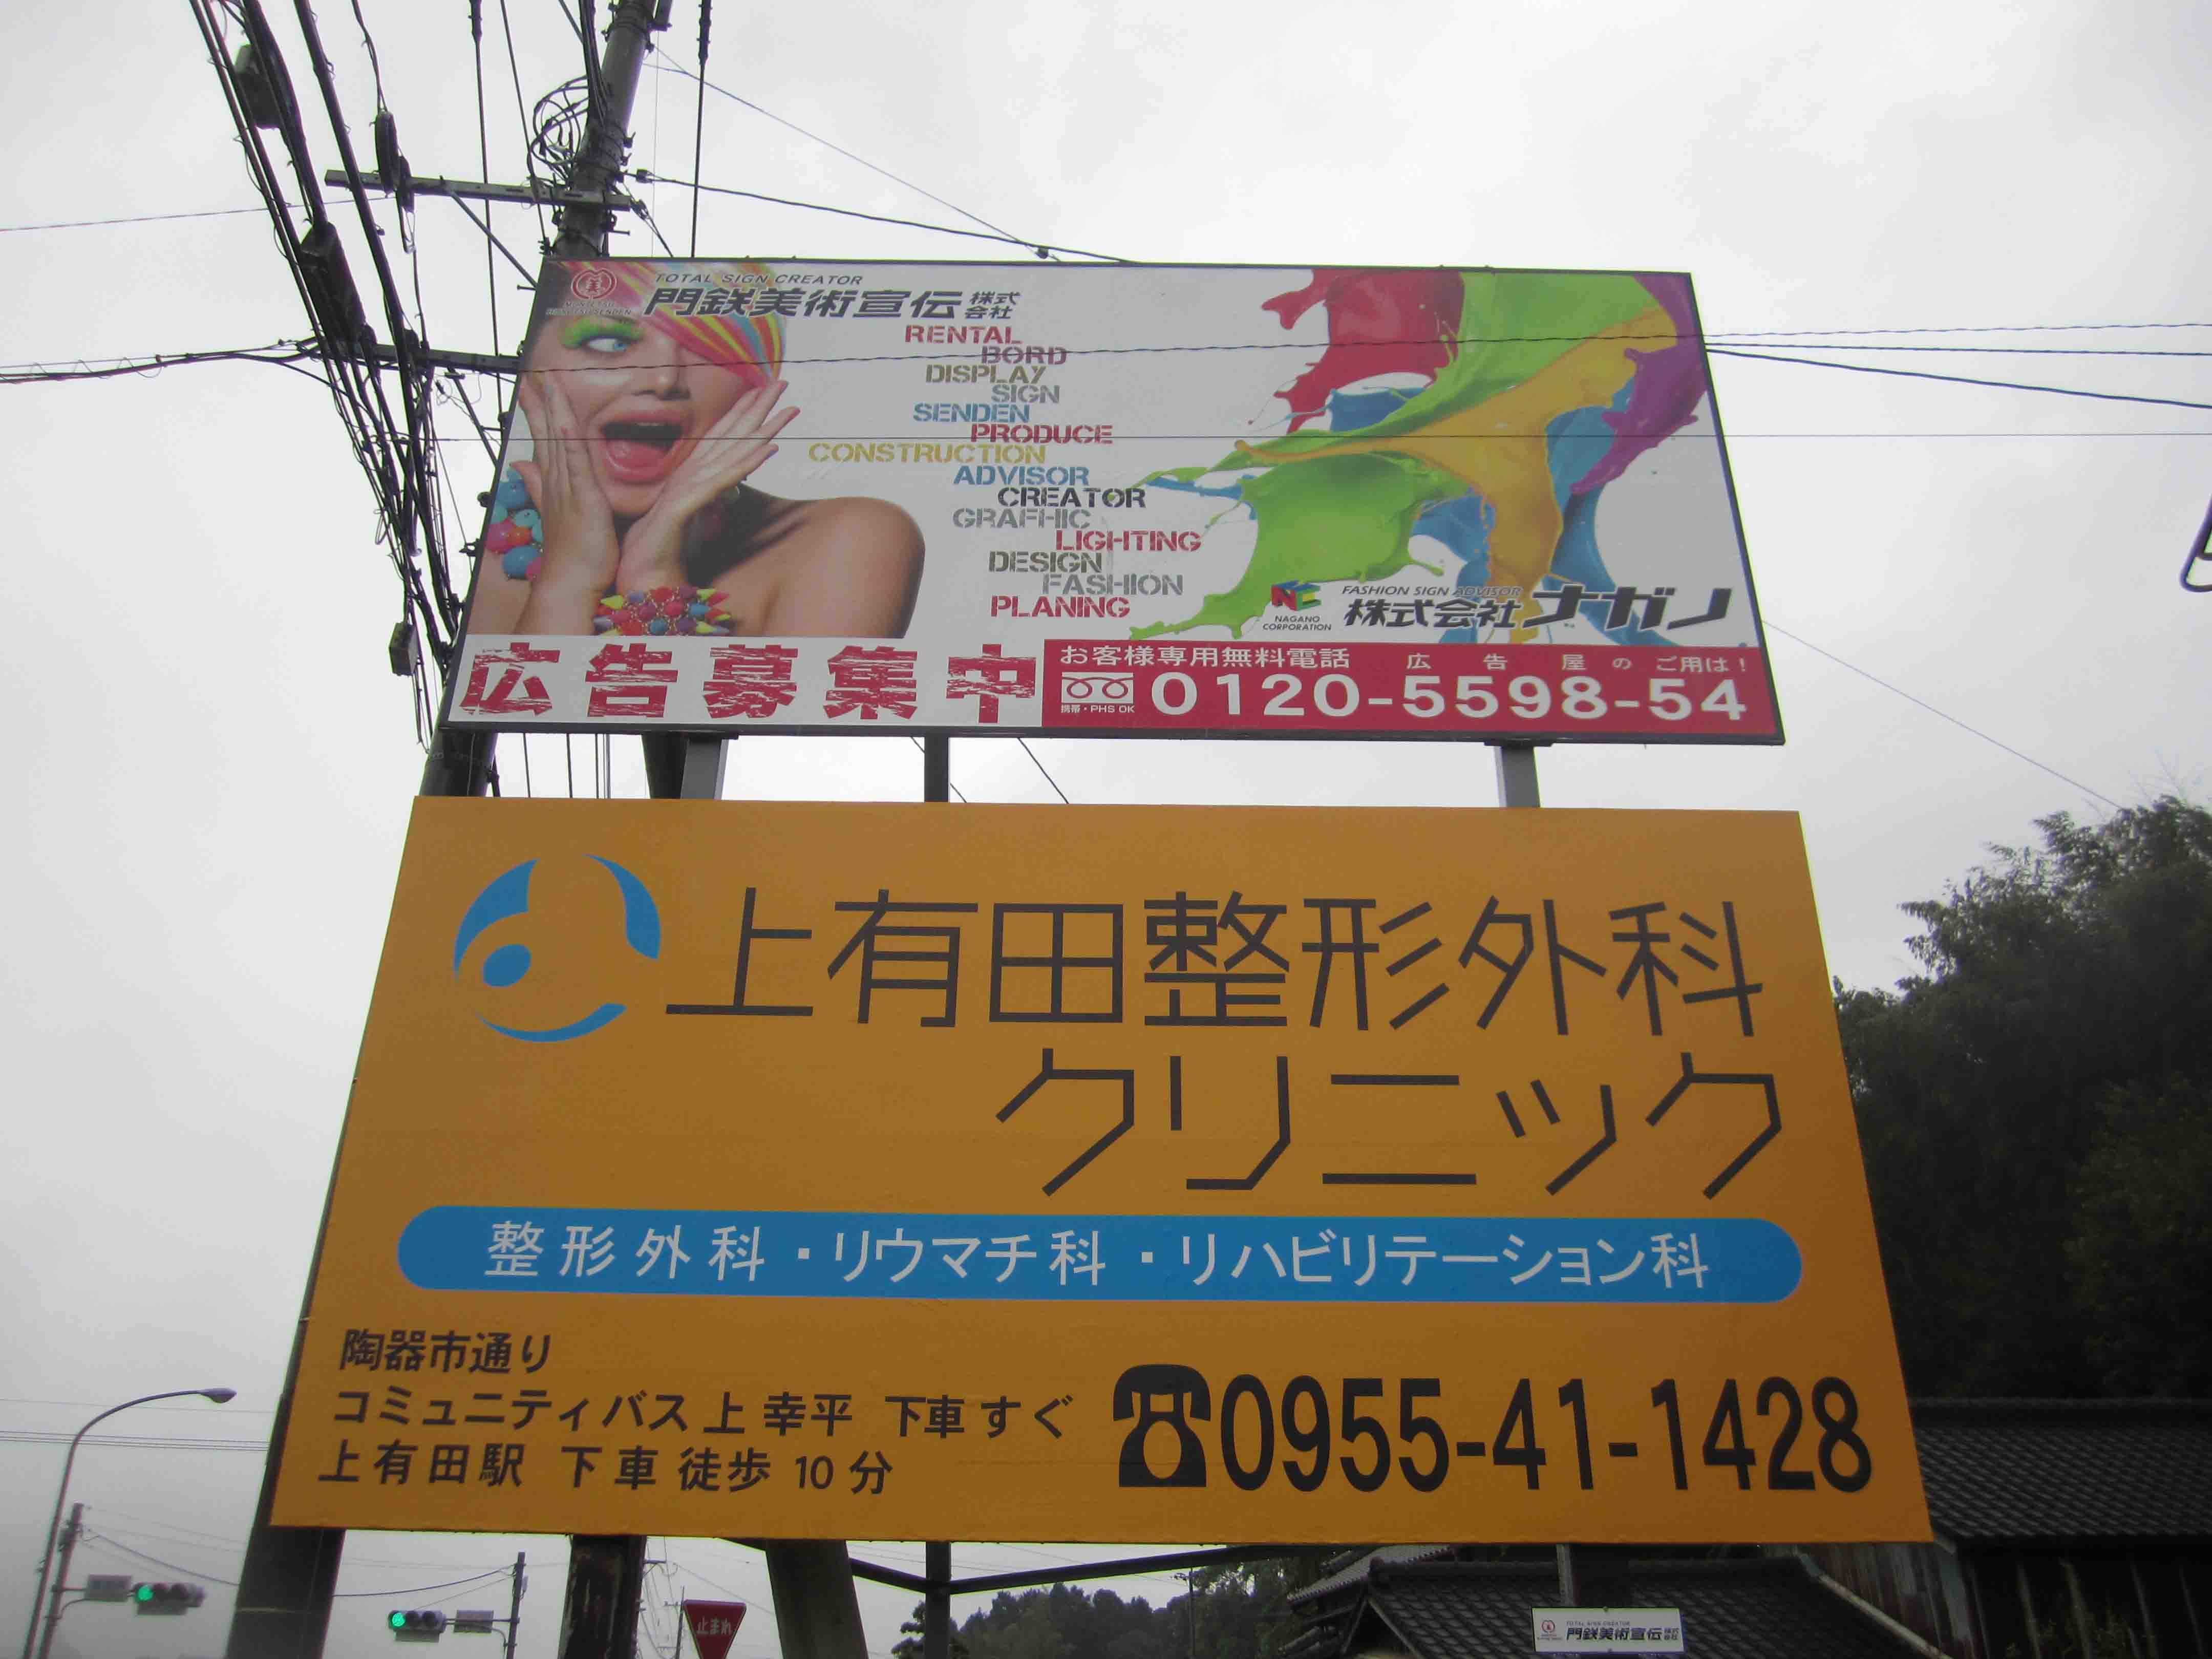 TOTAL SIGN CREATOR
門鉄美術宣伝 株式会社
RENTAL
BORD
DISPLAY
SIGN
SENDEN
PRODUCE
CONSTRUCTION
ADVISOR
CREATOR
GRAFHIC
LIGHTING
DESIGN
FASHION
PLANING
FASHION SIGN ADVISOR
NAGANO CORPORATION
株式会社 ナガノ
広告募集中
お客様専用無料電話 広告屋のご用は!
携帯・PHS OK
0120-5598-54
上有田整形外科
クリニック
整形外科・リウマチ科・リハビリテーション科
陶器市通り
コミュニティバス 上幸平 下車すぐ
上有田駅 下車 徒歩 10 分
☎0955-41-1428
止まれ
TOTAL SIGN CREATOR
門鉄美術宣伝 株式会社